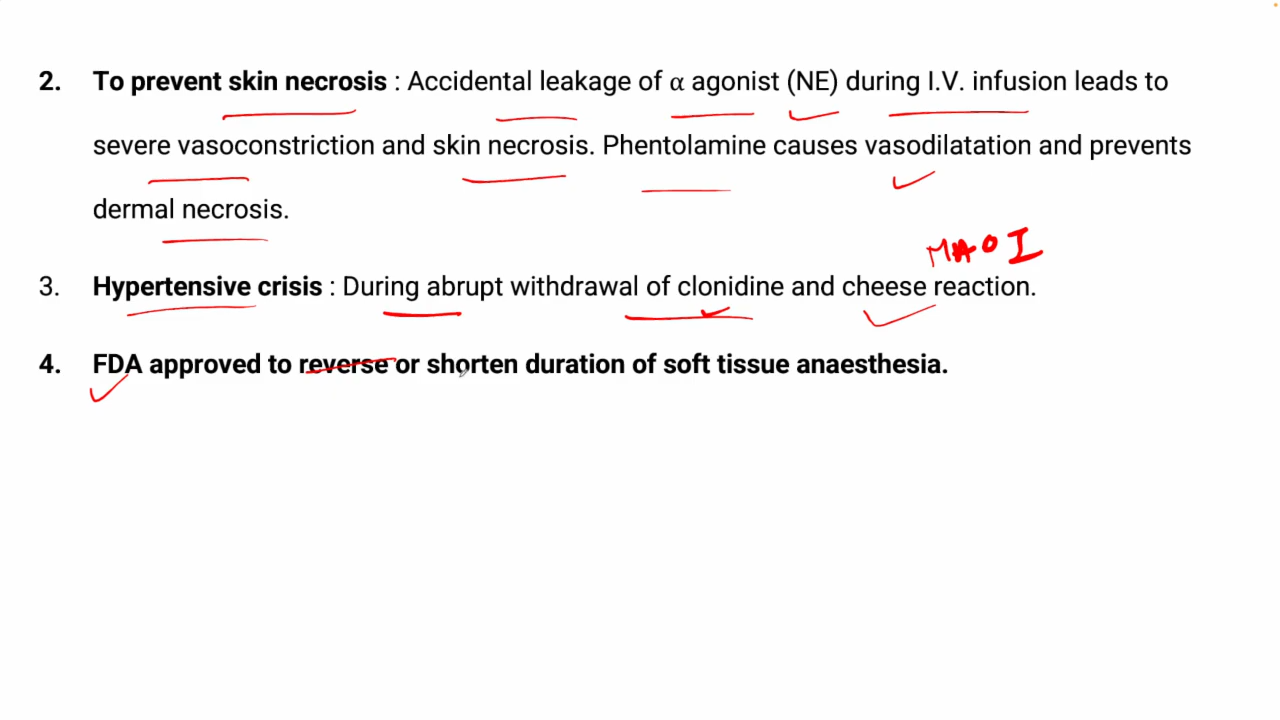 2. To prevent skin necrosis : Accidental leakage of α agonist (NE) during I.V. infusion leads to
severe vasoconstriction and skin necrosis. Phentolamine causes vasodilatation and prevents
dermal necrosis.
MAOI
3. Hypertensive crisis : During abrupt withdrawal of clonidine and cheese reaction.
4. FDA approved to reverse or shorten duration of soft tissue anaesthesia.